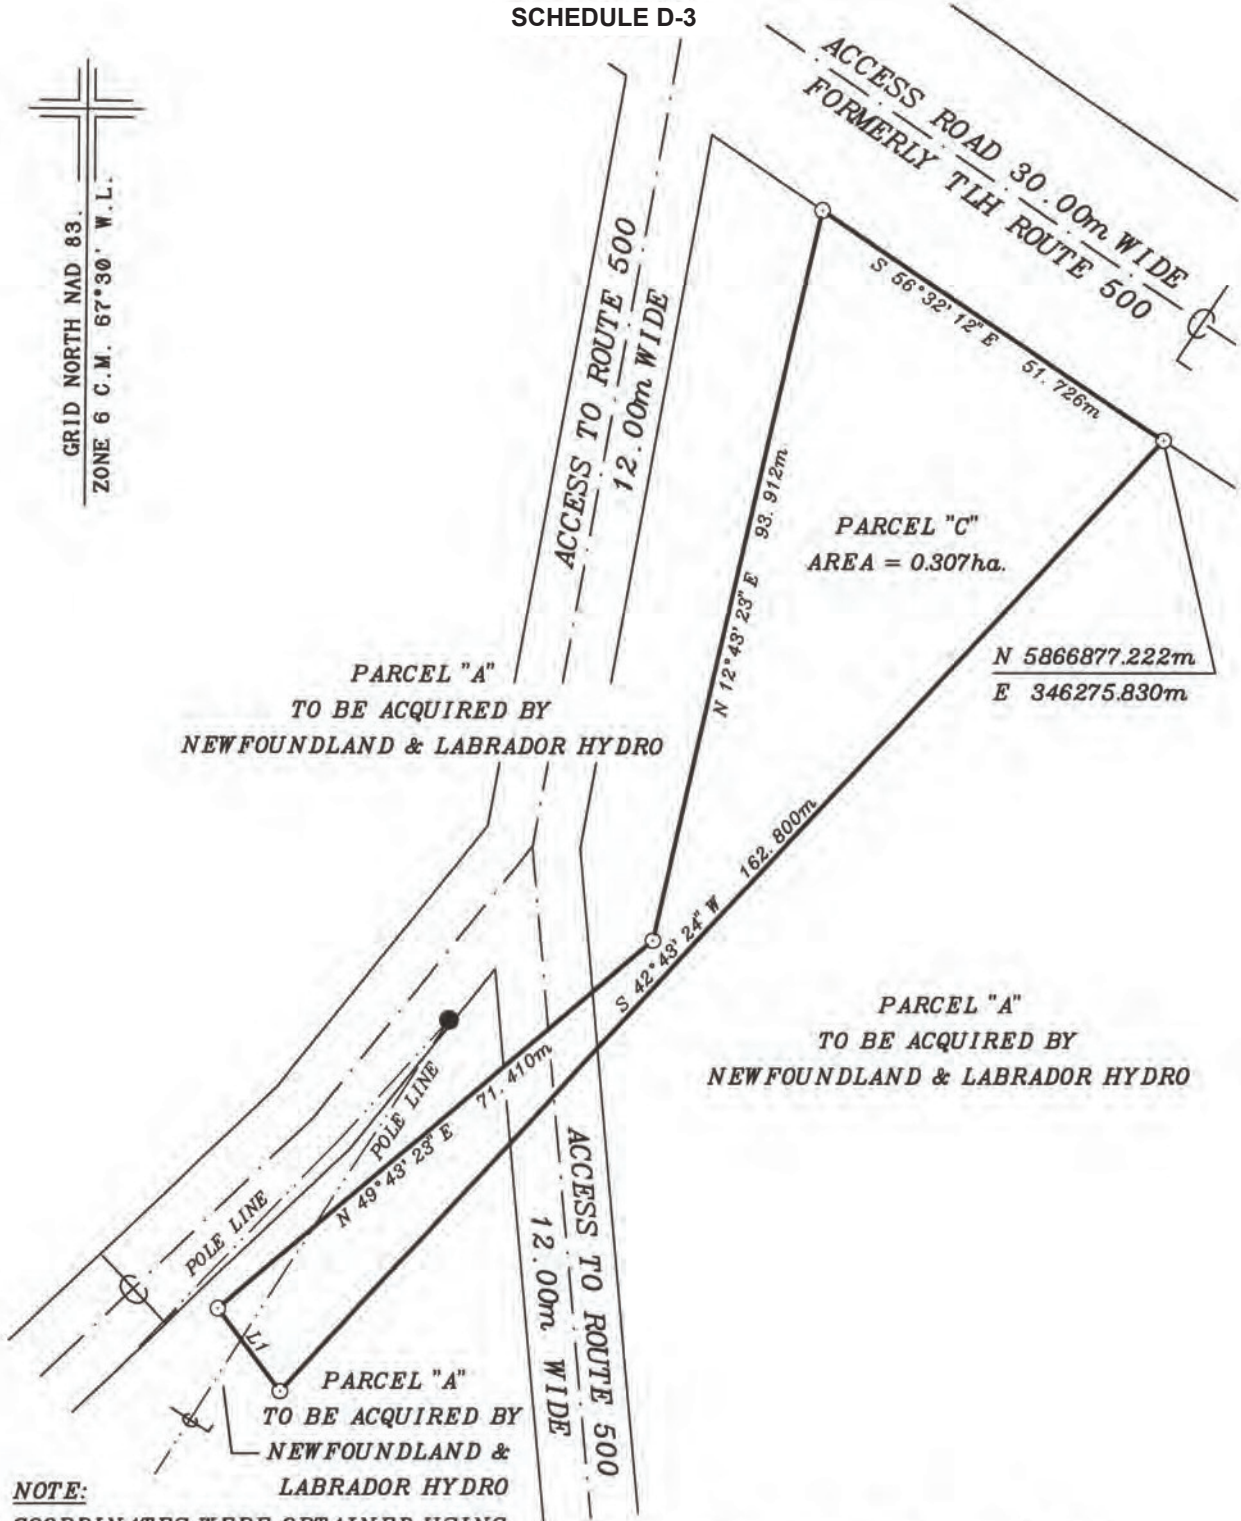 SCHEDULE D-3
GRID NORTH NAD 83.
ZONE 6 C.M. 67°30' W.L.
ACCESS ROAD 30.00m WIDE
FORMERLY TLH ROUTE 500
ACCESS TO ROUTE 500
12.00m WIDE
S 56°32'12" E 51.726m
N 12°43'23" E 93.912m
PARCEL "C"
AREA = 0.307ha.
N 5866877.222m
E 346275.830m
PARCEL "A"
TO BE ACQUIRED BY
NEWFOUNDLAND & LABRADOR HYDRO
S 42°43'24" W 162.800m
PARCEL "A"
TO BE ACQUIRED BY
NEWFOUNDLAND & LABRADOR HYDRO
N 49°43'23" E 71.410m
POLE LINE
POLE LINE
ACCESS TO ROUTE 500
12.00m WIDE
L1
PARCEL "A"
TO BE ACQUIRED BY
NEWFOUNDLAND &
LABRADOR HYDRO
NOTE:
COORDINATES WERE OBTAINED USING